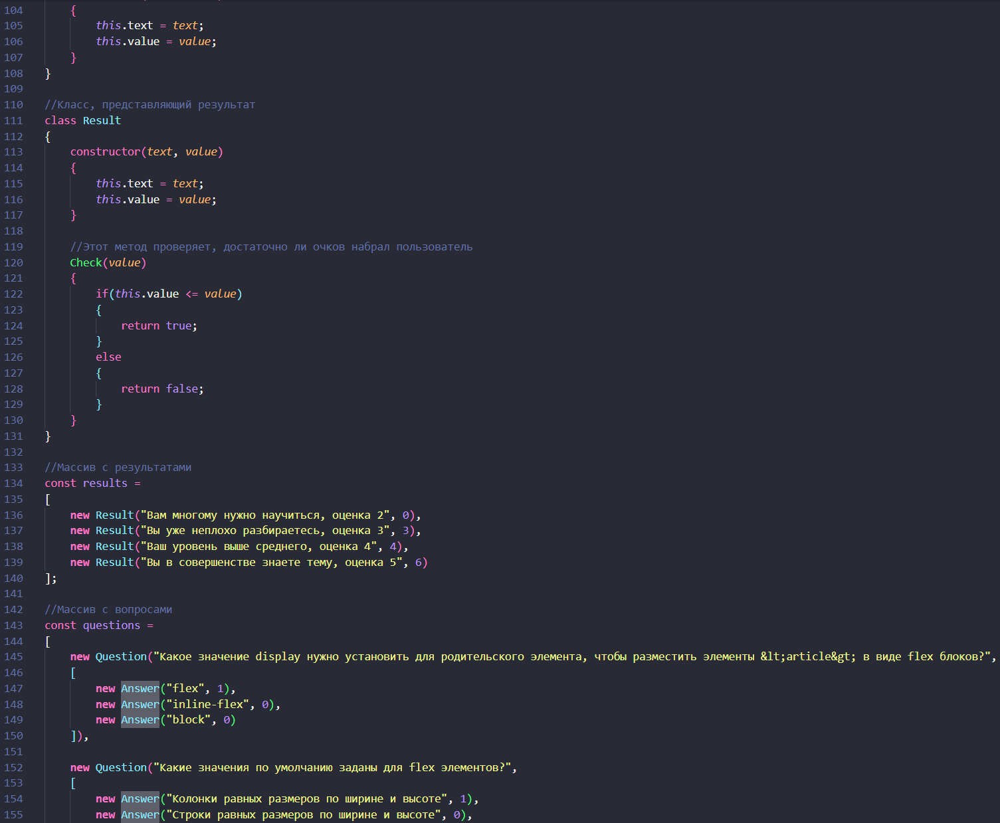 104 {
105 this.text = text;
106 this.value = value;
107 }
108 }
109
110 //Класс, представляющий результат
111 class Result
112 {
113 constructor(text, value)
114 {
115 this.text = text;
116 this.value = value;
117 }
118
119 //Этот метод проверяет, достаточно ли очков набрал пользователь
120 Check(value)
121 {
122 if(this.value <= value)
123 {
124 return true;
125 }
126 else
127 {
128 return false;
129 }
130 }
131 }
132
133 //Массив с результатами
134 const results =
135 [
136 new Result("Вам многому нужно научиться, оценка 2", 0),
137 new Result("Вы уже неплохо разбираетесь, оценка 3", 3),
138 new Result("Ваш уровень выше среднего, оценка 4", 4),
139 new Result("Вы в совершенстве знаете тему, оценка 5", 6)
140 ];
141
142 //Массив с вопросами
143 const questions =
144 [
145 new Question("Какое значение display нужно установить для родительского элемента, чтобы разместить элементы &lt;article&gt; в виде flex блоков?",
146 [
147 new Answer("flex", 1),
148 new Answer("inline-flex", 0),
149 new Answer("block", 0)
150 ]),
151
152 new Question("Какие значения по умолчанию заданы для flex элементов?",
153 [
154 new Answer("Колонки равных размеров по ширине и высоте", 1),
155 new Answer("Строки равных размеров по ширине и высоте", 0),